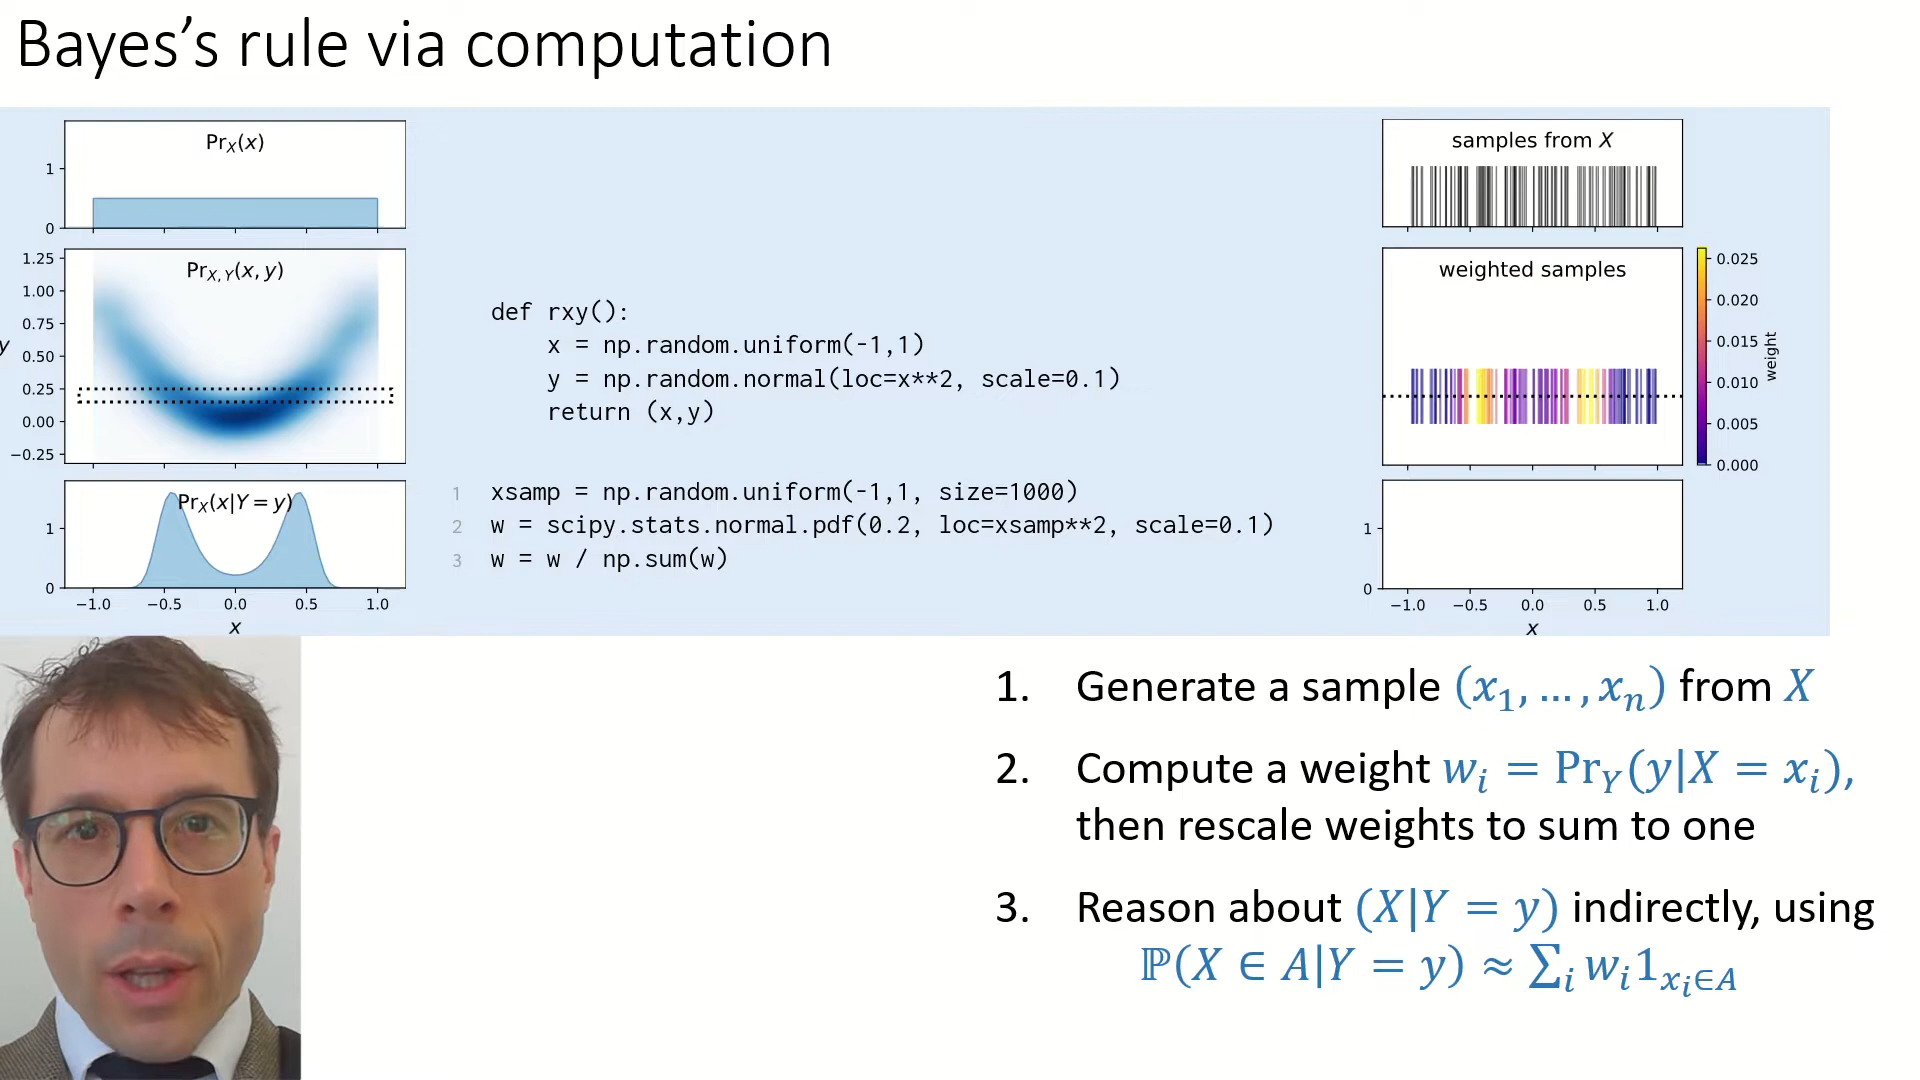 Bayes's rule via computation
Pr_X(x)
1
0
Pr_{X,Y}(x, y)
1.25
1.00
0.75
0.50
0.25
0.00
−0.25
y
Pr_X(x|Y = y)
1
0
−1.0 −0.5 0.0 0.5 1.0
x
def rxy():
    x = np.random.uniform(-1,1)
    y = np.random.normal(loc=x**2, scale=0.1)
    return (x,y)
1 xsamp = np.random.uniform(-1,1, size=1000)
2 w = scipy.stats.normal.pdf(0.2, loc=xsamp**2, scale=0.1)
3 w = w / np.sum(w)
samples from X
weighted samples
0.025
0.020
0.015
0.010
0.005
0.000
weight
1
0
−1.0 −0.5 0.0 0.5 1.0
x
1. Generate a sample (x₁, … , xₙ) from X
2. Compute a weight wᵢ = Pr_Y(y|X = xᵢ),
then rescale weights to sum to one
3. Reason about (X|Y = y) indirectly, using
ℙ(X ∈ A|Y = y) ≈ ∑ᵢ wᵢ1_{xᵢ∈A}